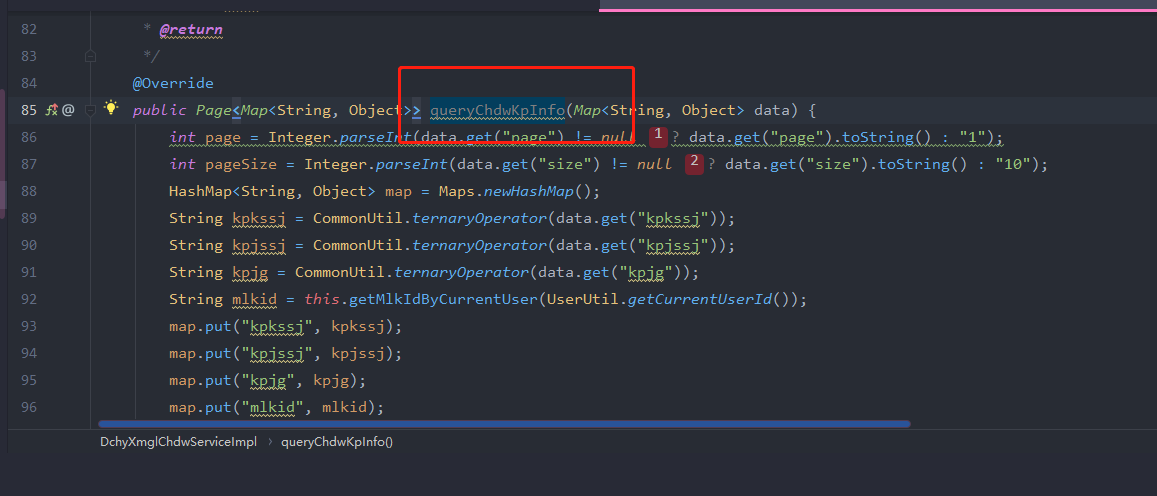 82 * @return
83 */
84 @Override
85 @ public Page<Map<String, Object>> queryChdwKpInfo(Map<String, Object> data) {
86 int page = Integer.parseInt(data.get("page") != null 1 ? data.get("page").toString() : "1");
87 int pageSize = Integer.parseInt(data.get("size") != null 2 ? data.get("size").toString() : "10");
88 HashMap<String, Object> map = Maps.newHashMap();
89 String kpkssj = CommonUtil.ternaryOperator(data.get("kpkssj"));
90 String kpjssj = CommonUtil.ternaryOperator(data.get("kpjssj"));
91 String kpjg = CommonUtil.ternaryOperator(data.get("kpjg"));
92 String mlkid = this.getMlkIdByCurrentUser(UserUtil.getCurrentUserId());
93 map.put("kpkssj", kpkssj);
94 map.put("kpjssj", kpjssj);
95 map.put("kpjg", kpjg);
96 map.put("mlkid", mlkid);
DchyXmglChdwServiceImpl › queryChdwKpInfo()